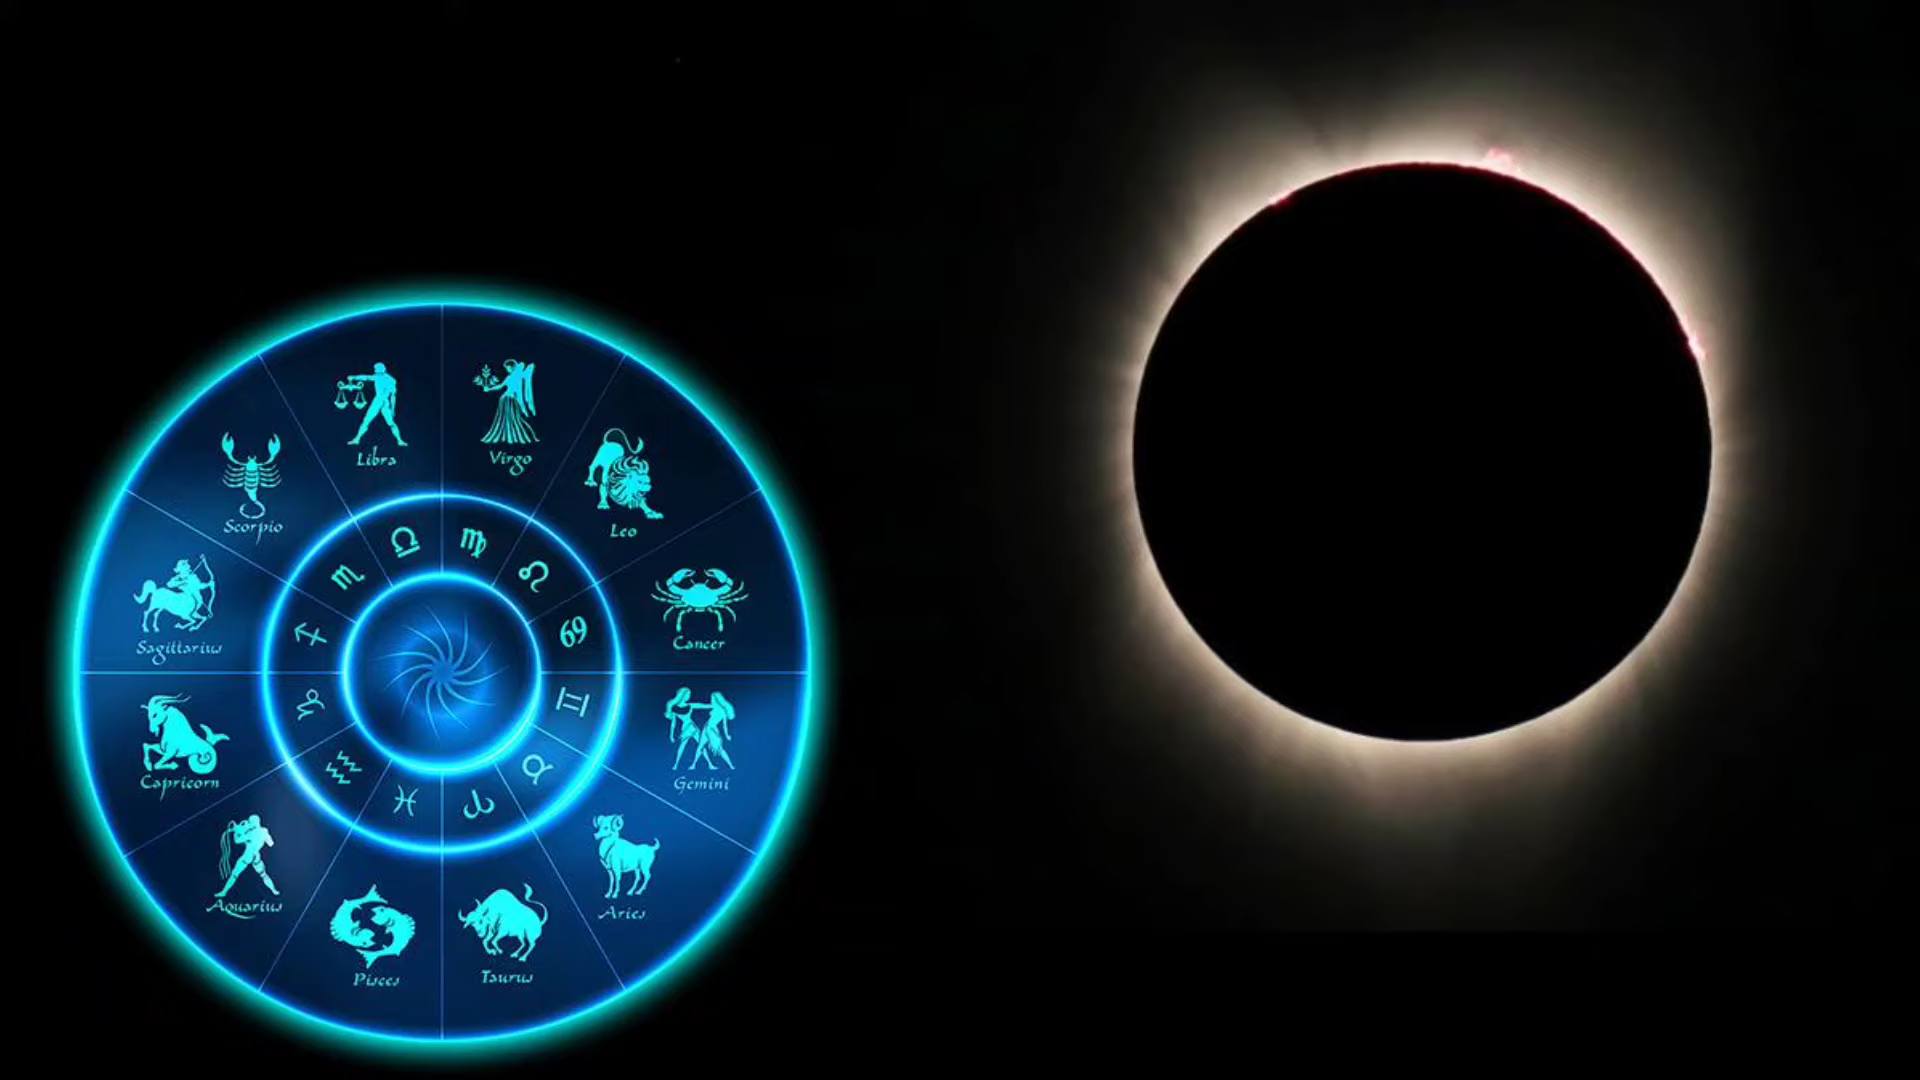 Libra
Virgo
Scorpio
Leo
Sagittarius
Cancer
Capricorn
Gemini
Aquarius
Aries
Pisces
Taurus